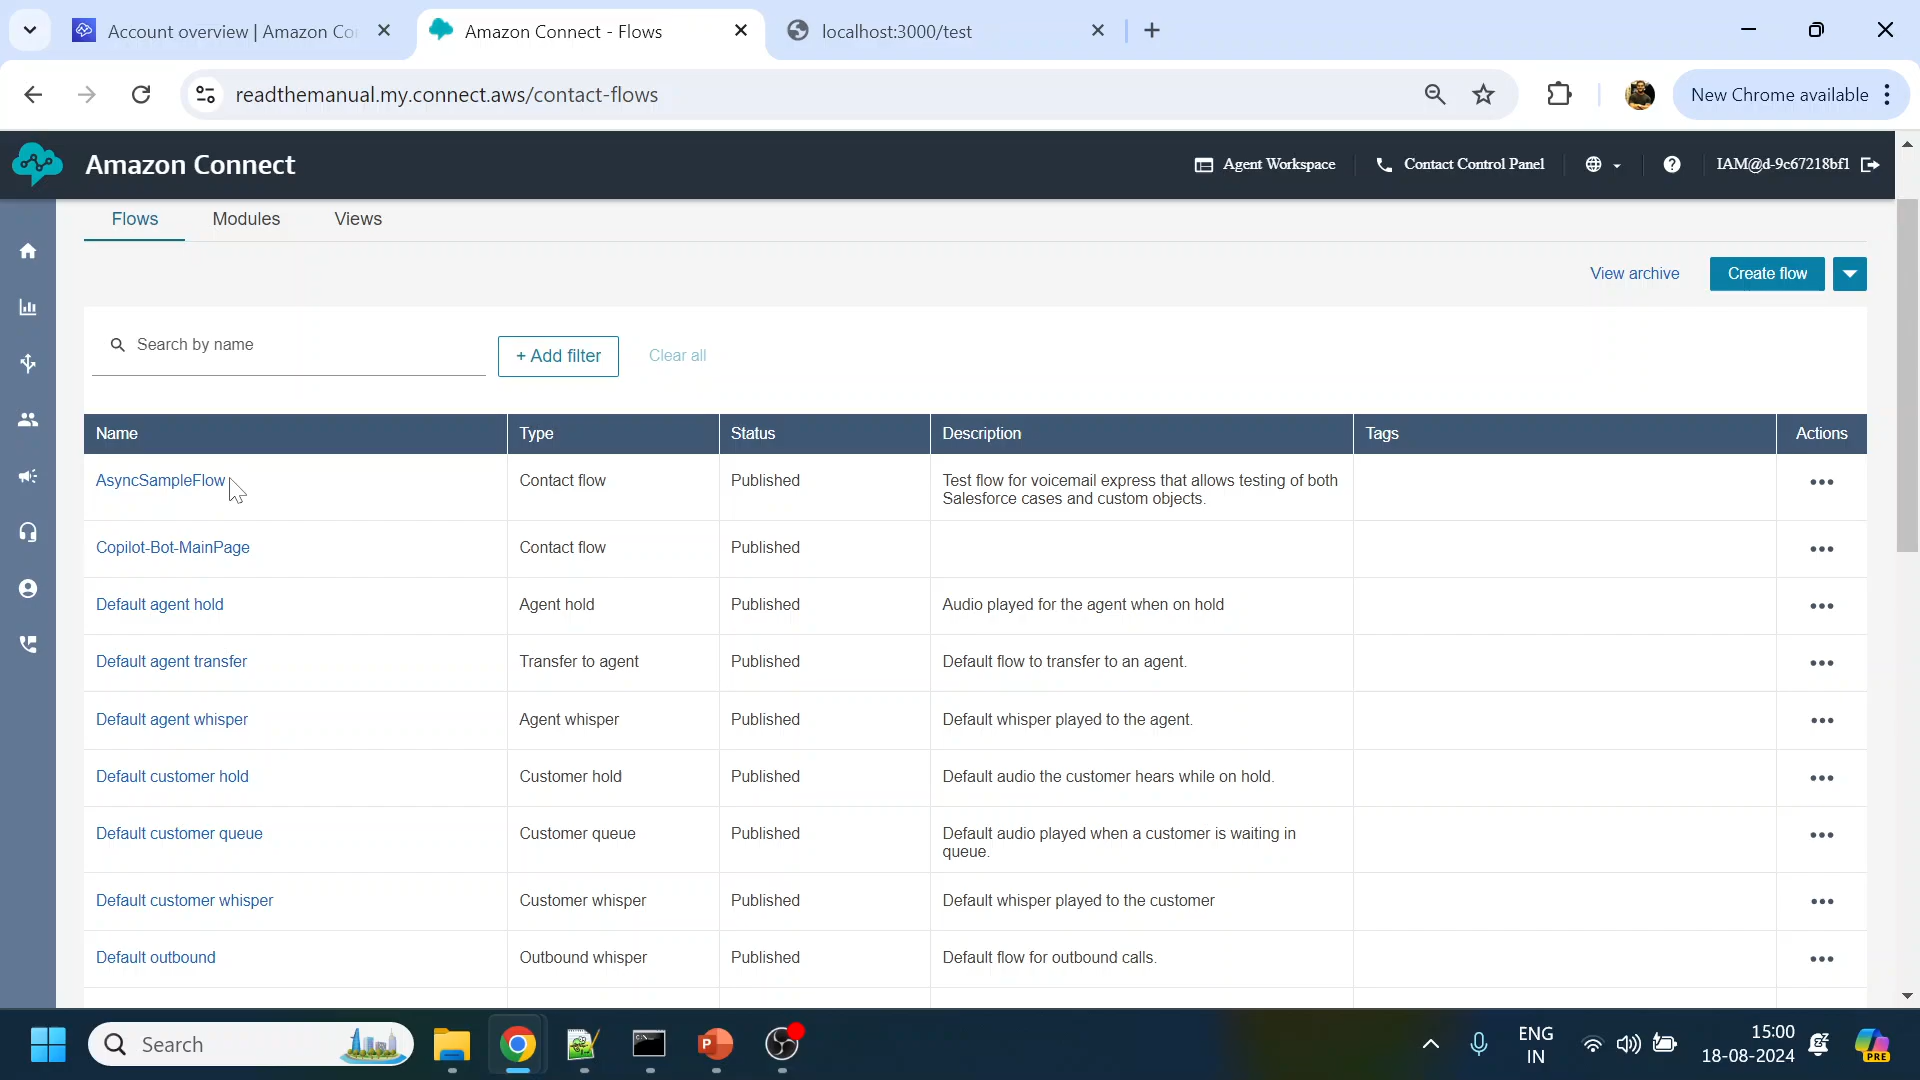 Account overview | Amazon Co
Amazon Connect - Flows
localhost:3000/test
readthemanual.my.connect.aws/contact-flows
New Chrome available
Amazon Connect
Agent Workspace
Contact Control Panel
IAM@d-9c67218bf1
Flows
Modules
Views
View archive
Create flow
Search by name
+ Add filter
Clear all
Name Type Status Description Tags Actions
AsyncSampleFlow Contact flow Published Test flow for voicemail express that allows testing of both
Salesforce cases and custom objects.
Copilot-Bot-MainPage Contact flow Published
Default agent hold Agent hold Published Audio played for the agent when on hold
Default agent transfer Transfer to agent Published Default flow to transfer to an agent.
Default agent whisper Agent whisper Published Default whisper played to the agent.
Default customer hold Customer hold Published Default audio the customer hears while on hold.
Default customer queue Customer queue Published Default audio played when a customer is waiting in
queue.
Default customer whisper Customer whisper Published Default whisper played to the customer
Default outbound Outbound whisper Published Default flow for outbound calls.
Search
ENG
IN
15:00
18-08-2024
PRE